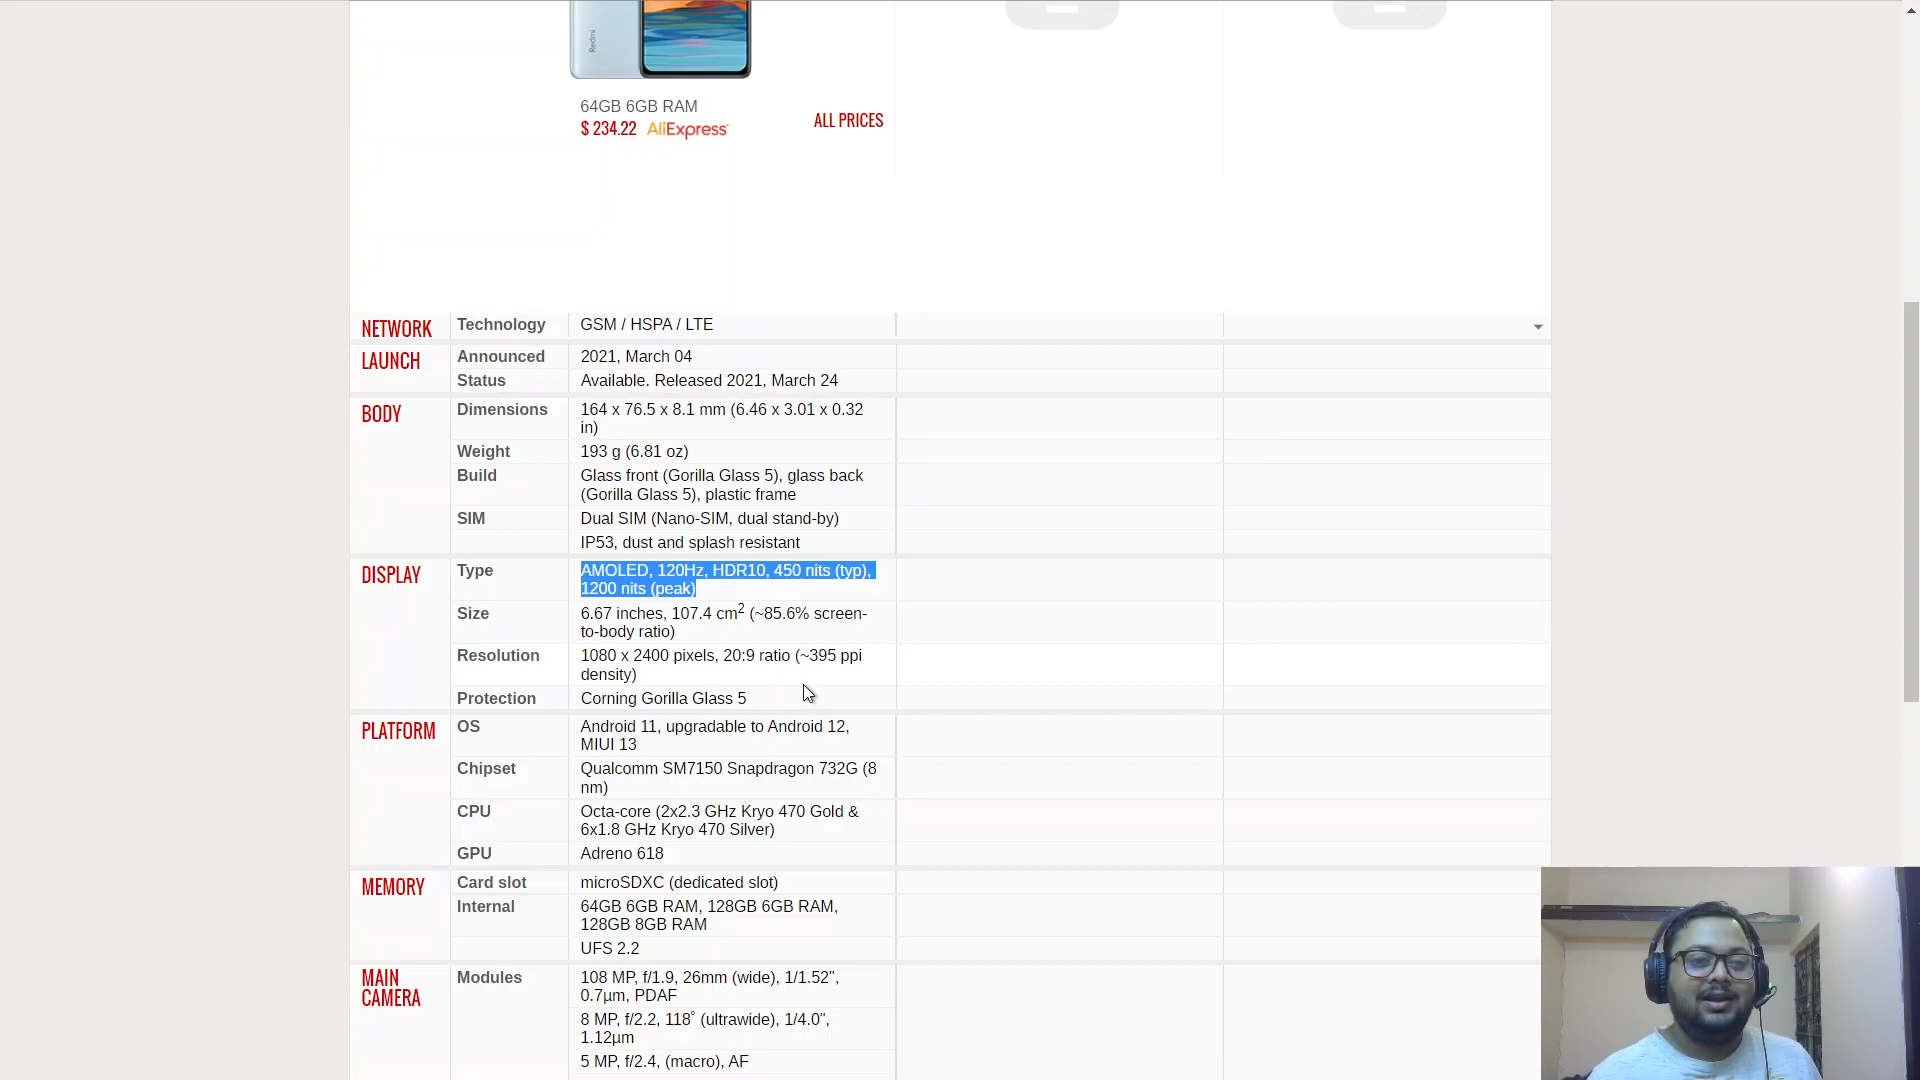 Redmi
64GB 6GB RAM
$ 234.22 AliExpress
ALL PRICES
NETWORK Technology GSM / HSPA / LTE
LAUNCH Announced 2021, March 04
Status Available. Released 2021, March 24
BODY Dimensions 164 x 76.5 x 8.1 mm (6.46 x 3.01 x 0.32
in)
Weight 193 g (6.81 oz)
Build Glass front (Gorilla Glass 5), glass back
(Gorilla Glass 5), plastic frame
SIM Dual SIM (Nano-SIM, dual stand-by)
IP53, dust and splash resistant
DISPLAY Type AMOLED, 120Hz, HDR10, 450 nits (typ),
1200 nits (peak)
Size 6.67 inches, 107.4 cm2 (~85.6% screen-
to-body ratio)
Resolution 1080 x 2400 pixels, 20:9 ratio (~395 ppi
density)
Protection Corning Gorilla Glass 5
PLATFORM OS Android 11, upgradable to Android 12,
MIUI 13
Chipset Qualcomm SM7150 Snapdragon 732G (8
nm)
CPU Octa-core (2x2.3 GHz Kryo 470 Gold &
6x1.8 GHz Kryo 470 Silver)
GPU Adreno 618
MEMORY Card slot microSDXC (dedicated slot)
Internal 64GB 6GB RAM, 128GB 6GB RAM,
128GB 8GB RAM
UFS 2.2
MAIN
CAMERA Modules 108 MP, f/1.9, 26mm (wide), 1/1.52",
0.7µm, PDAF
8 MP, f/2.2, 118˚ (ultrawide), 1/4.0",
1.12µm
5 MP, f/2.4, (macro), AF